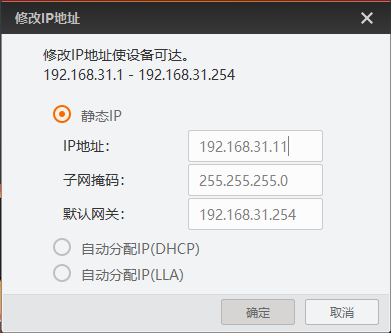 修改IP地址
修改IP地址使设备可达。
192.168.31.1 - 192.168.31.254
静态IP
IP地址: 192.168.31.11
子网掩码: 255.255.255.0
默认网关: 192.168.31.254
自动分配IP(DHCP)
自动分配IP(LLA)
确定 取消